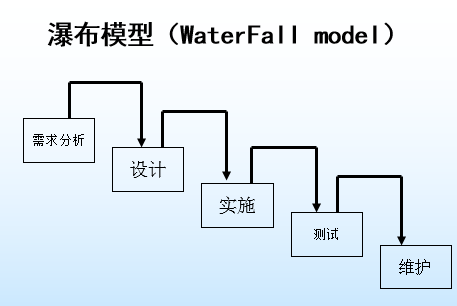 瀑布模型（WaterFall model）
需求分析
设计
实施
测试
维护